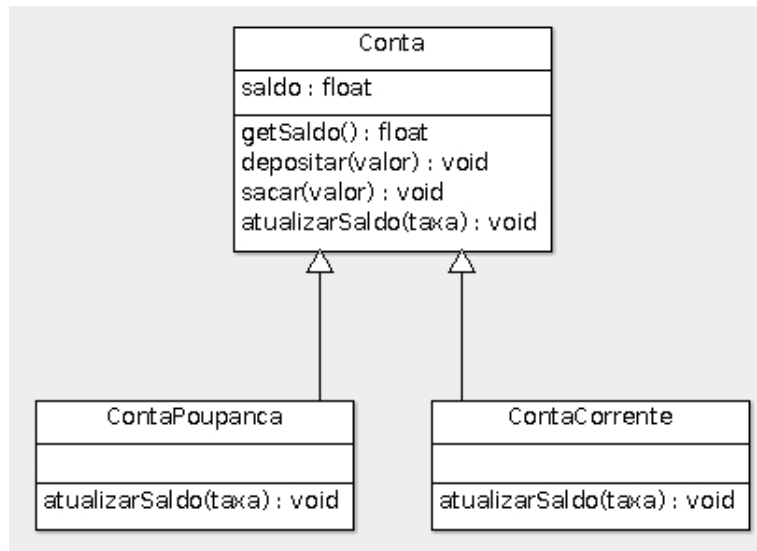 Conta
saldo : float
getSaldo() : float
depositar(valor) : void
sacar(valor) : void
atualizarSaldo(taxa) : void
ContaPoupanca
atualizarSaldo(taxa) : void
ContaCorrente
atualizarSaldo(taxa) : void